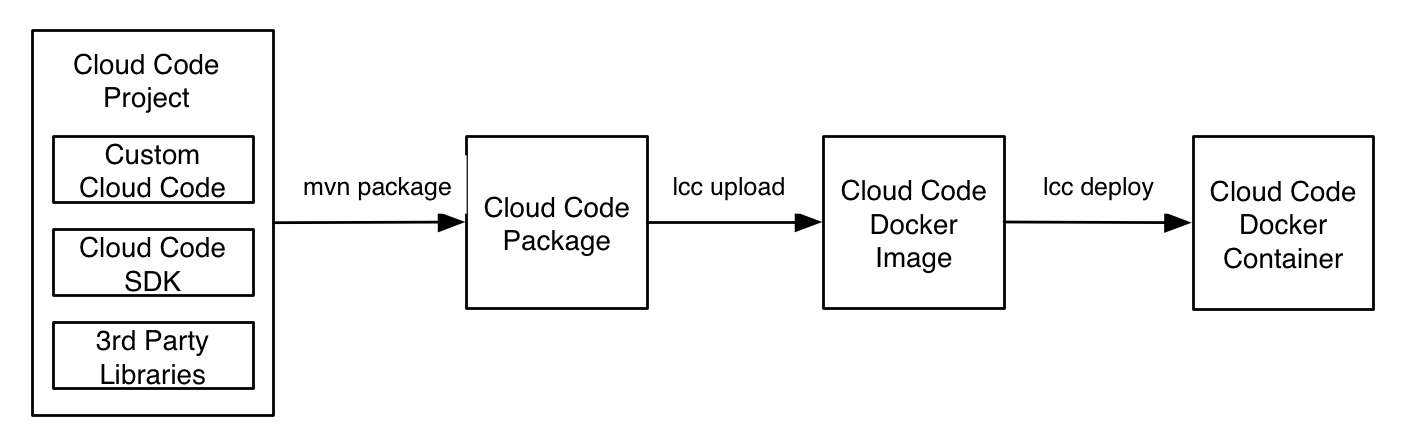 Cloud Code
Project
Custom
Cloud Code
Cloud Code
SDK
3rd Party
Libraries
mvn package
Cloud Code
Package
lcc upload
Cloud Code
Docker
Image
lcc deploy
Cloud Code
Docker
Container